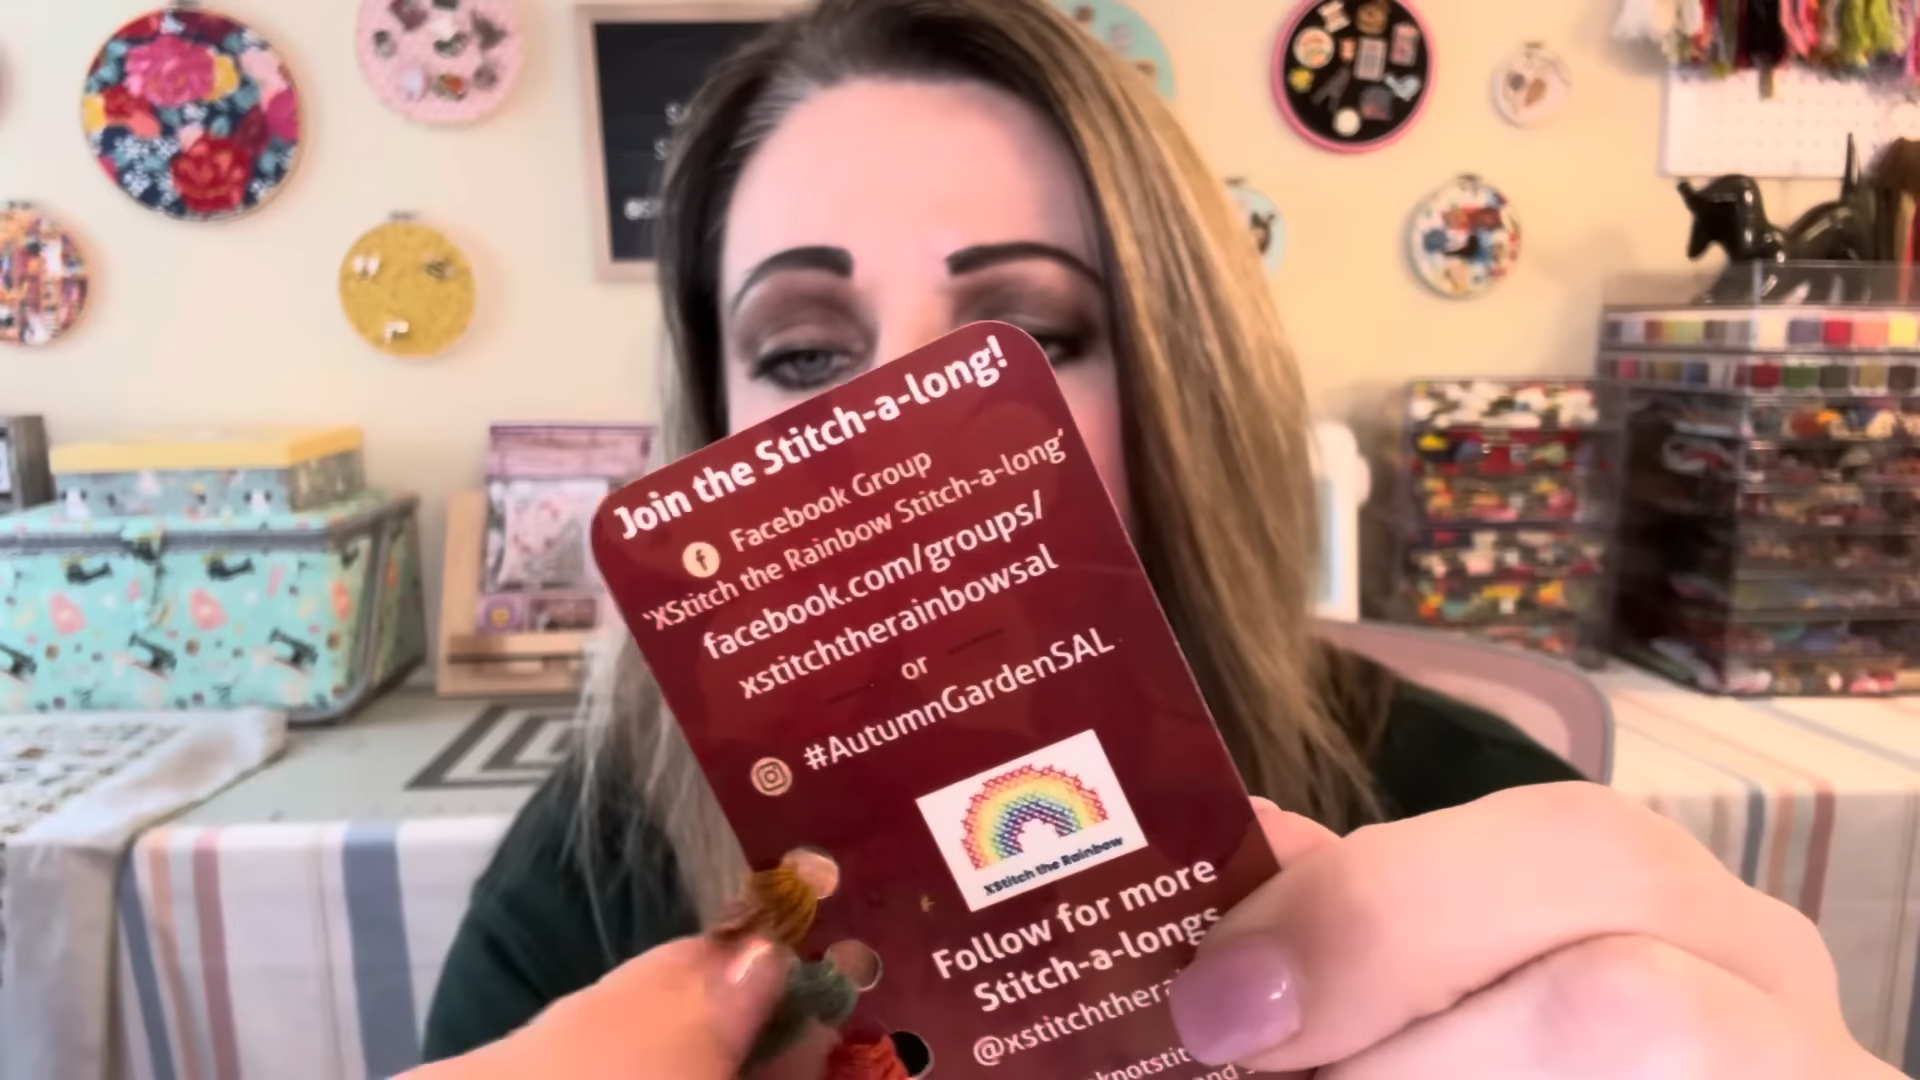 Join the Stitch-a-long!
Facebook Group
'XStitch the Rainbow Stitch-a-long'
facebook.com/groups/
xstitchtherainbowsal
or
#AutumnGardenSAL
XStitch the Rainbow
Follow for more
Stitch-a-longs